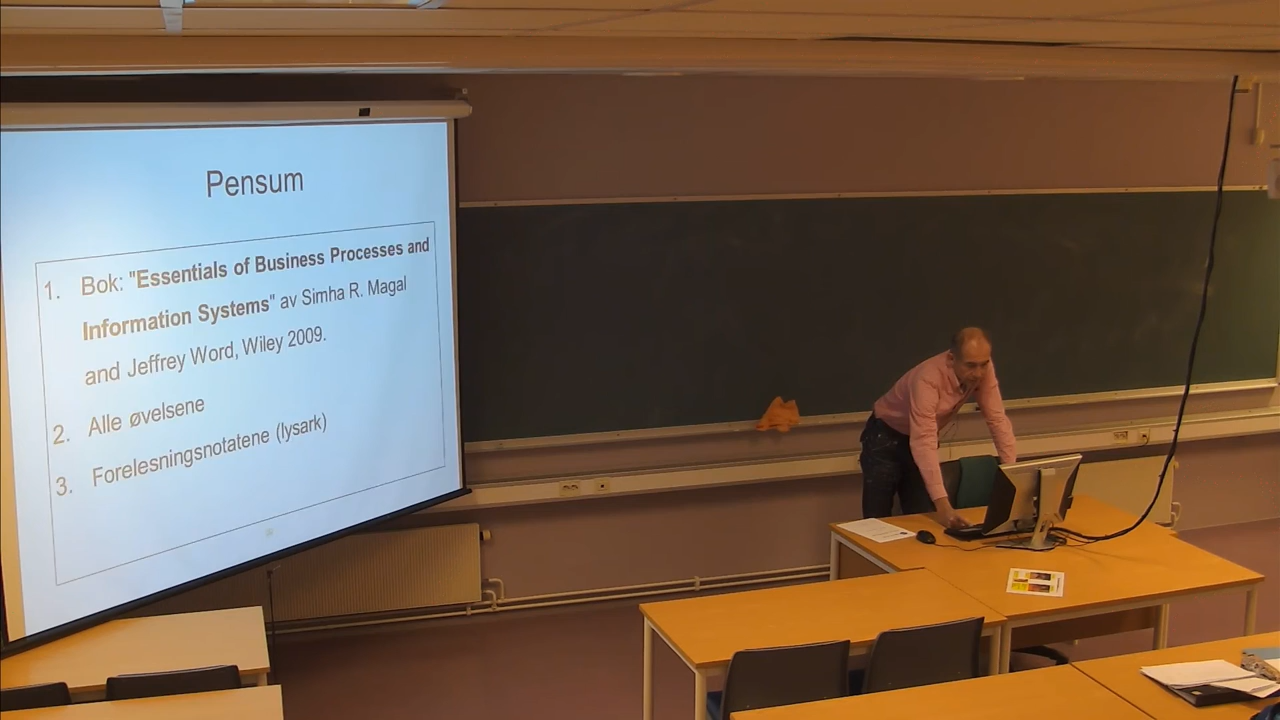 Pensum
1. Bok: "Essentials of Business Processes and
Information Systems" av Simha R. Magal
and Jeffrey Word, Wiley 2009.
2. Alle øvelsene
3. Forelesningsnotatene (lysark)